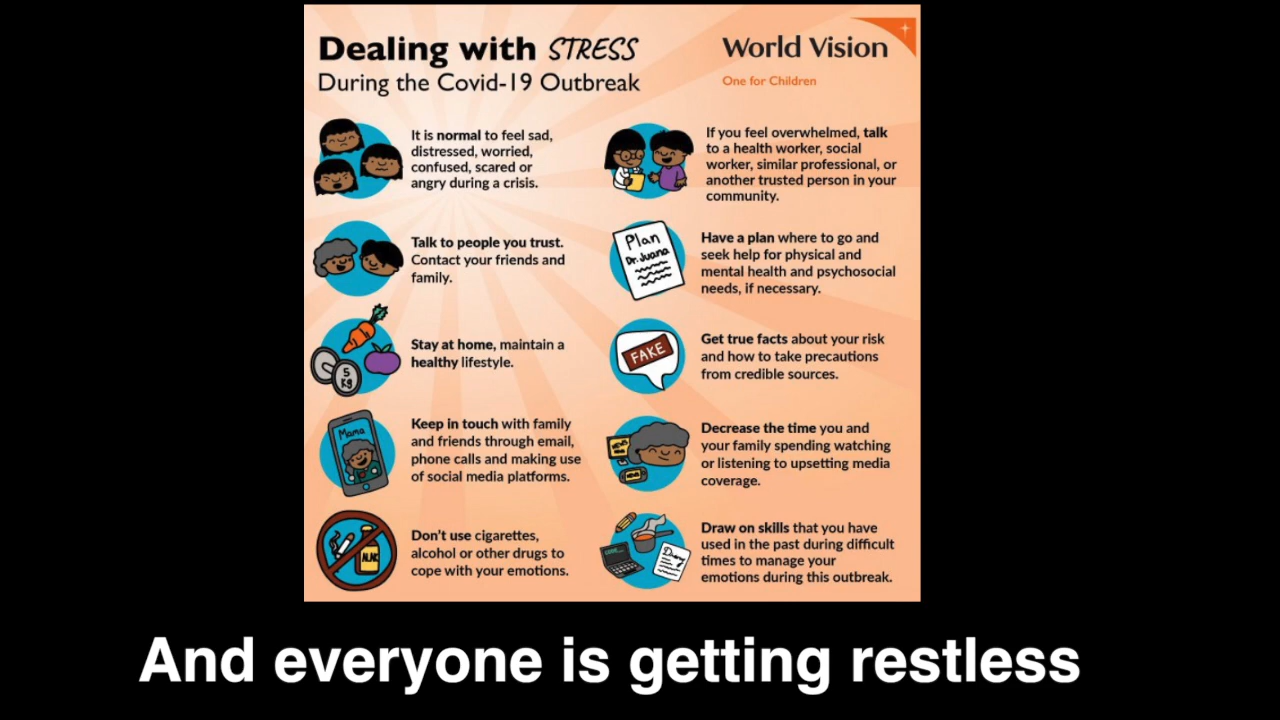 Dealing with STRESS
During the Covid-19 Outbreak
World Vision
One for Children
It is normal to feel sad,
distressed, worried,
confused, scared or
angry during a crisis.
Talk to people you trust.
Contact your friends and
family.
5
Kg
Stay at home, maintain a
healthy lifestyle.
Mama
Keep in touch with family
and friends through email,
phone calls and making use
of social media platforms.
ALAK
Don't use cigarettes,
alcohol or other drugs to
cope with your emotions.
If you feel overwhelmed, talk
to a health worker, social
worker, similar professional, or
another trusted person in your
community.
Plan
Dr. Juana
Have a plan where to go and
seek help for physical and
mental health and psychosocial
needs, if necessary.
FAKE
Get true facts about your risk
and how to take precautions
from credible sources.
NEWS
NEWS
Decrease the time you and
your family spending watching
or listening to upsetting media
coverage.
Diary
Draw on skills that you have
used in the past during difficult
times to manage your
emotions during this outbreak.
And everyone is getting restless